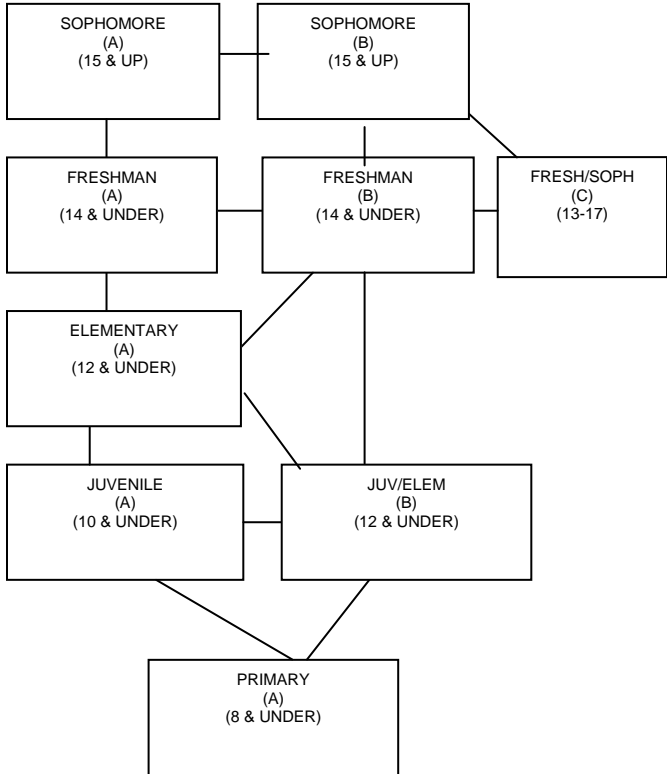 SOPHOMORE
(A)
(15 & UP)
SOPHOMORE
(B)
(15 & UP)
FRESHMAN
(A)
(14 & UNDER)
FRESHMAN
(B)
(14 & UNDER)
FRESH/SOPH
(C)
(13-17)
ELEMENTARY
(A)
(12 & UNDER)
JUVENILE
(A)
(10 & UNDER)
JUV/ELEM
(B)
(12 & UNDER)
PRIMARY
(A)
(8 & UNDER)